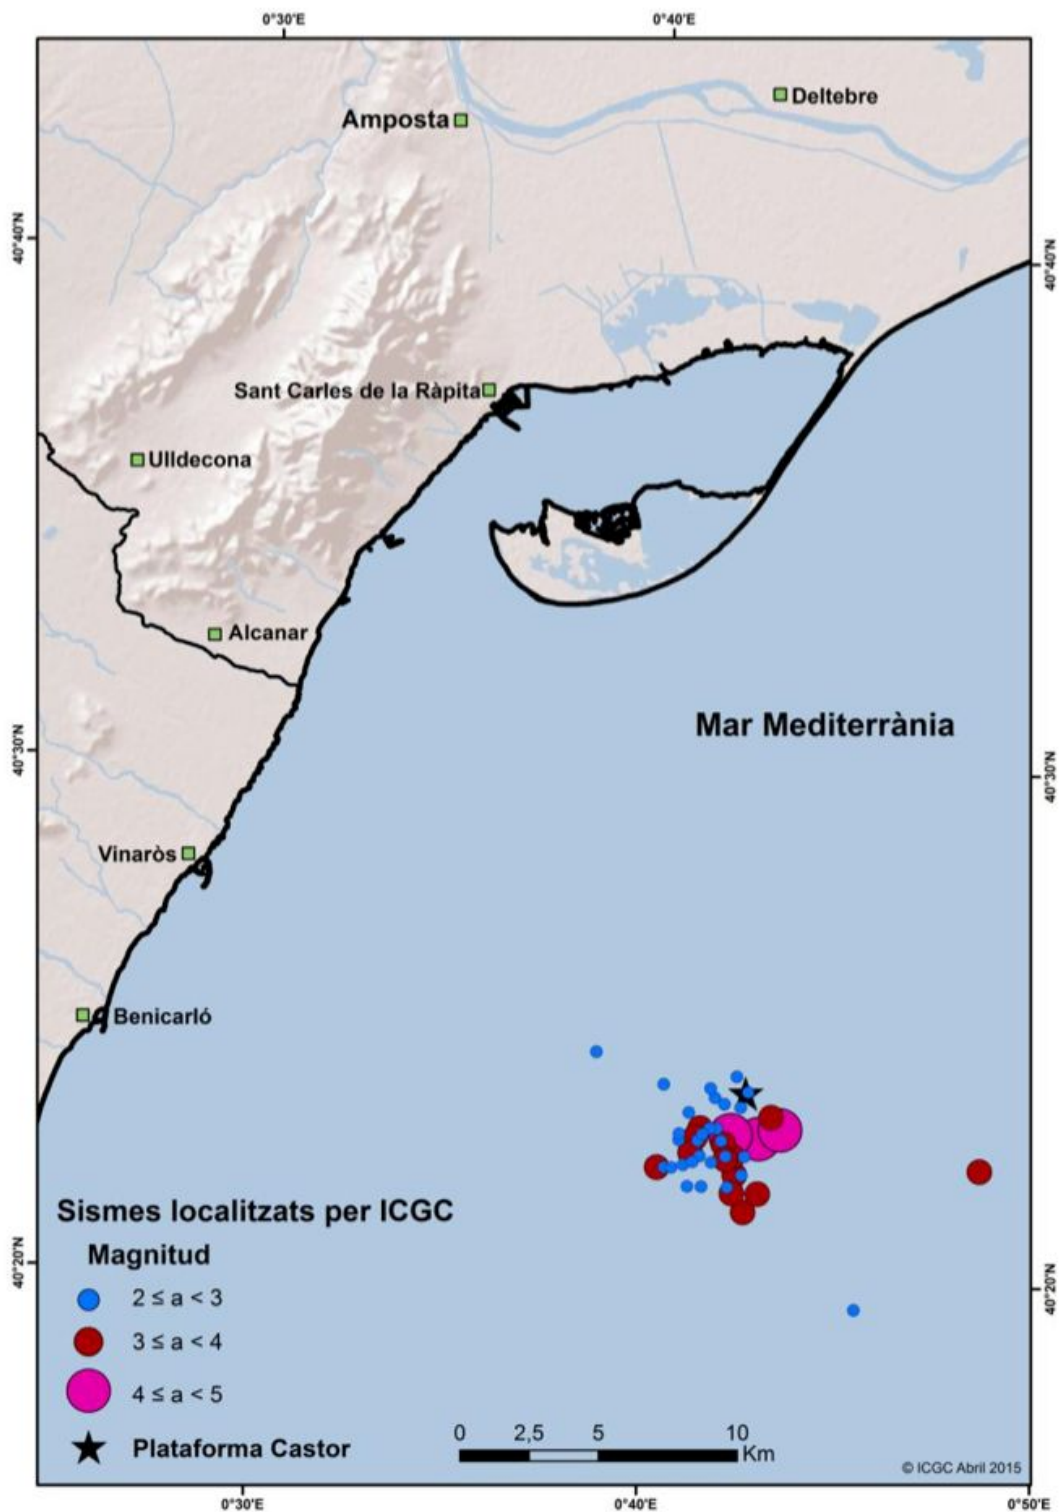 0°30'E 0°40'E
Deltebre
Amposta
40°40'N
40°40'N
Sant Carles de la Ràpita
Ulldecona
Alcanar
Mar Mediterrània
40°30'N
40°30'N
Vinaròs
Benicarló
Sismes localitzats per ICGC
Magnitud
40°20'N
40°20'N
2 ≤ a < 3
3 ≤ a < 4
4 ≤ a < 5
Plataforma Castor
0 2,5 5 10
Km
© ICGC Abril 2015
0°30'E 0°40'E 0°50'E